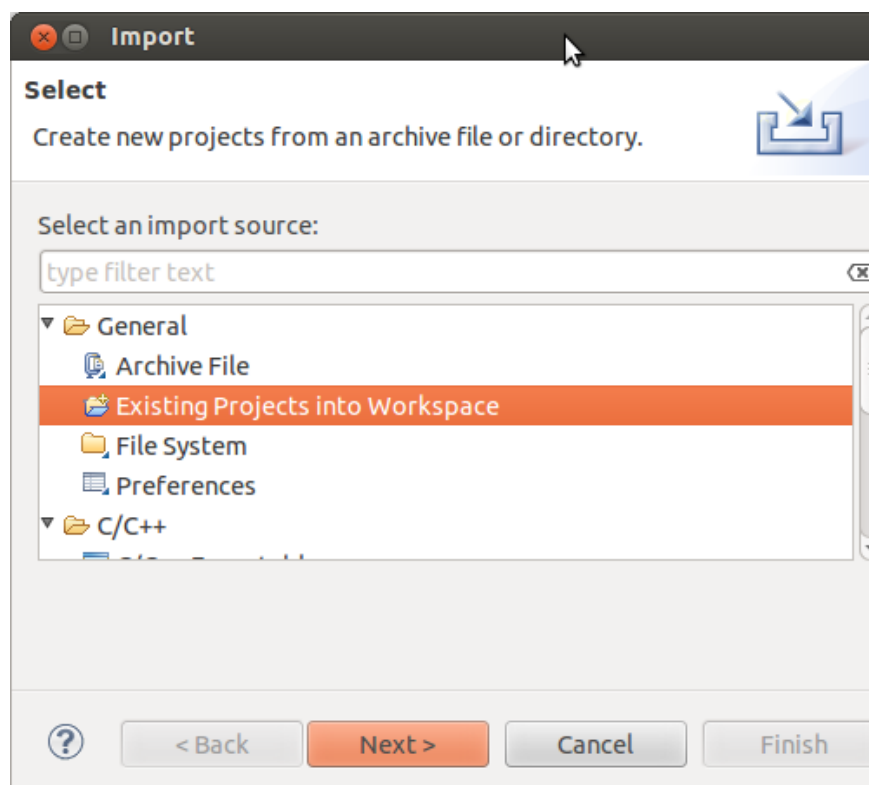 Import
Select
Create new projects from an archive file or directory.
Select an import source:
type filter text
General
Archive File
Existing Projects into Workspace
File System
Preferences
C/C++
< Back Next > Cancel Finish